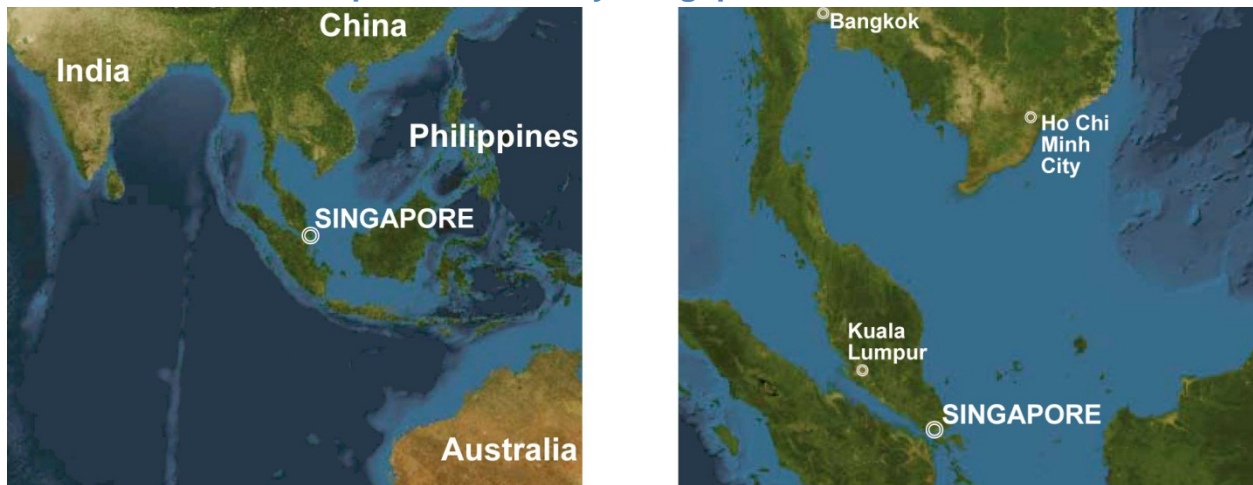 China
India
Philippines
SINGAPORE
Australia
Bangkok
Ho Chi
Minh
City
Kuala
Lumpur
SINGAPORE